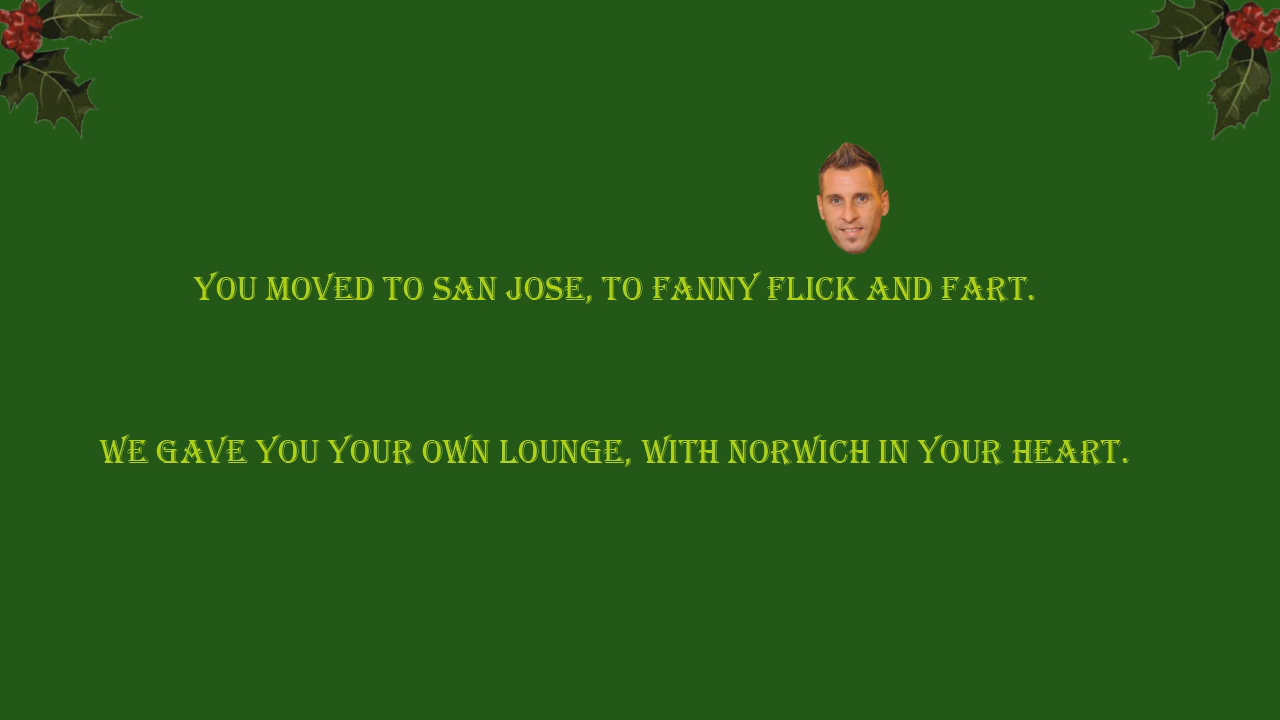 YOU MOVED TO SAN JOSE, TO FANNY FLICK AND FART.
WE GAVE YOU YOUR OWN LOUNGE, WITH NORWICH IN YOUR HEART.